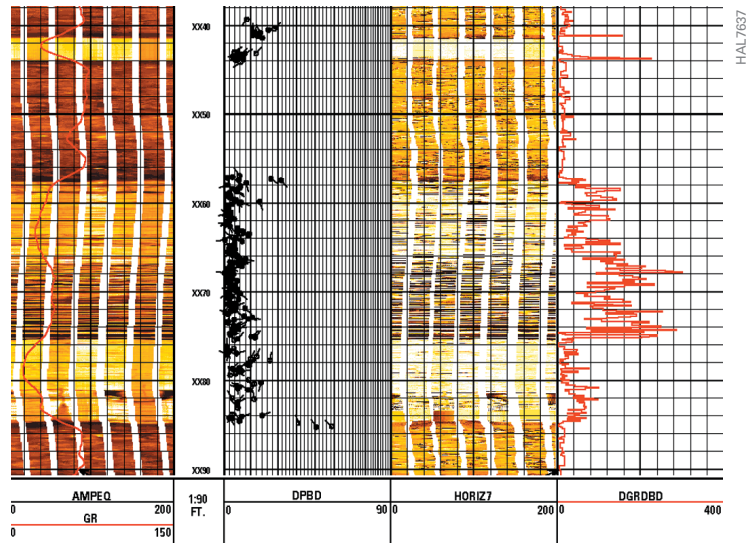 HAL7637
XX40
XX50
XX60
XX70
XX80
XX90
AMPEQ
0 200
GR
0 150
1:90
FT.
DPBD
0 90
HORIZ7
0 200
DGRDBD
0 400